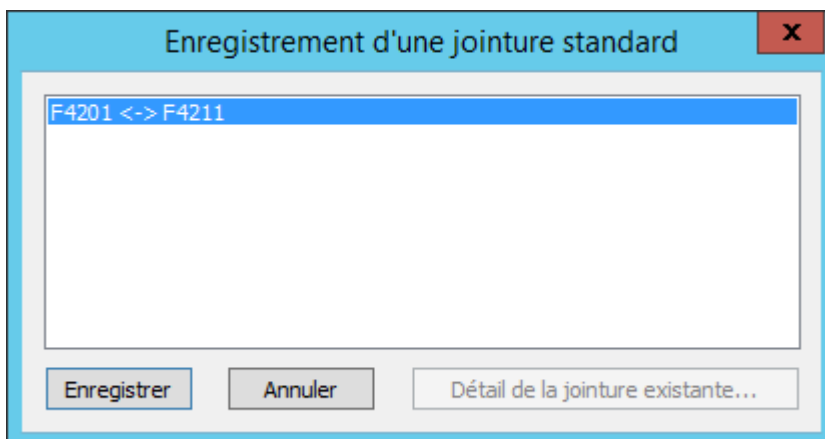 Enregistrement d'une jointure standard
x
F4201 <-> F4211
Enregistrer Annuler Détail de la jointure existante...